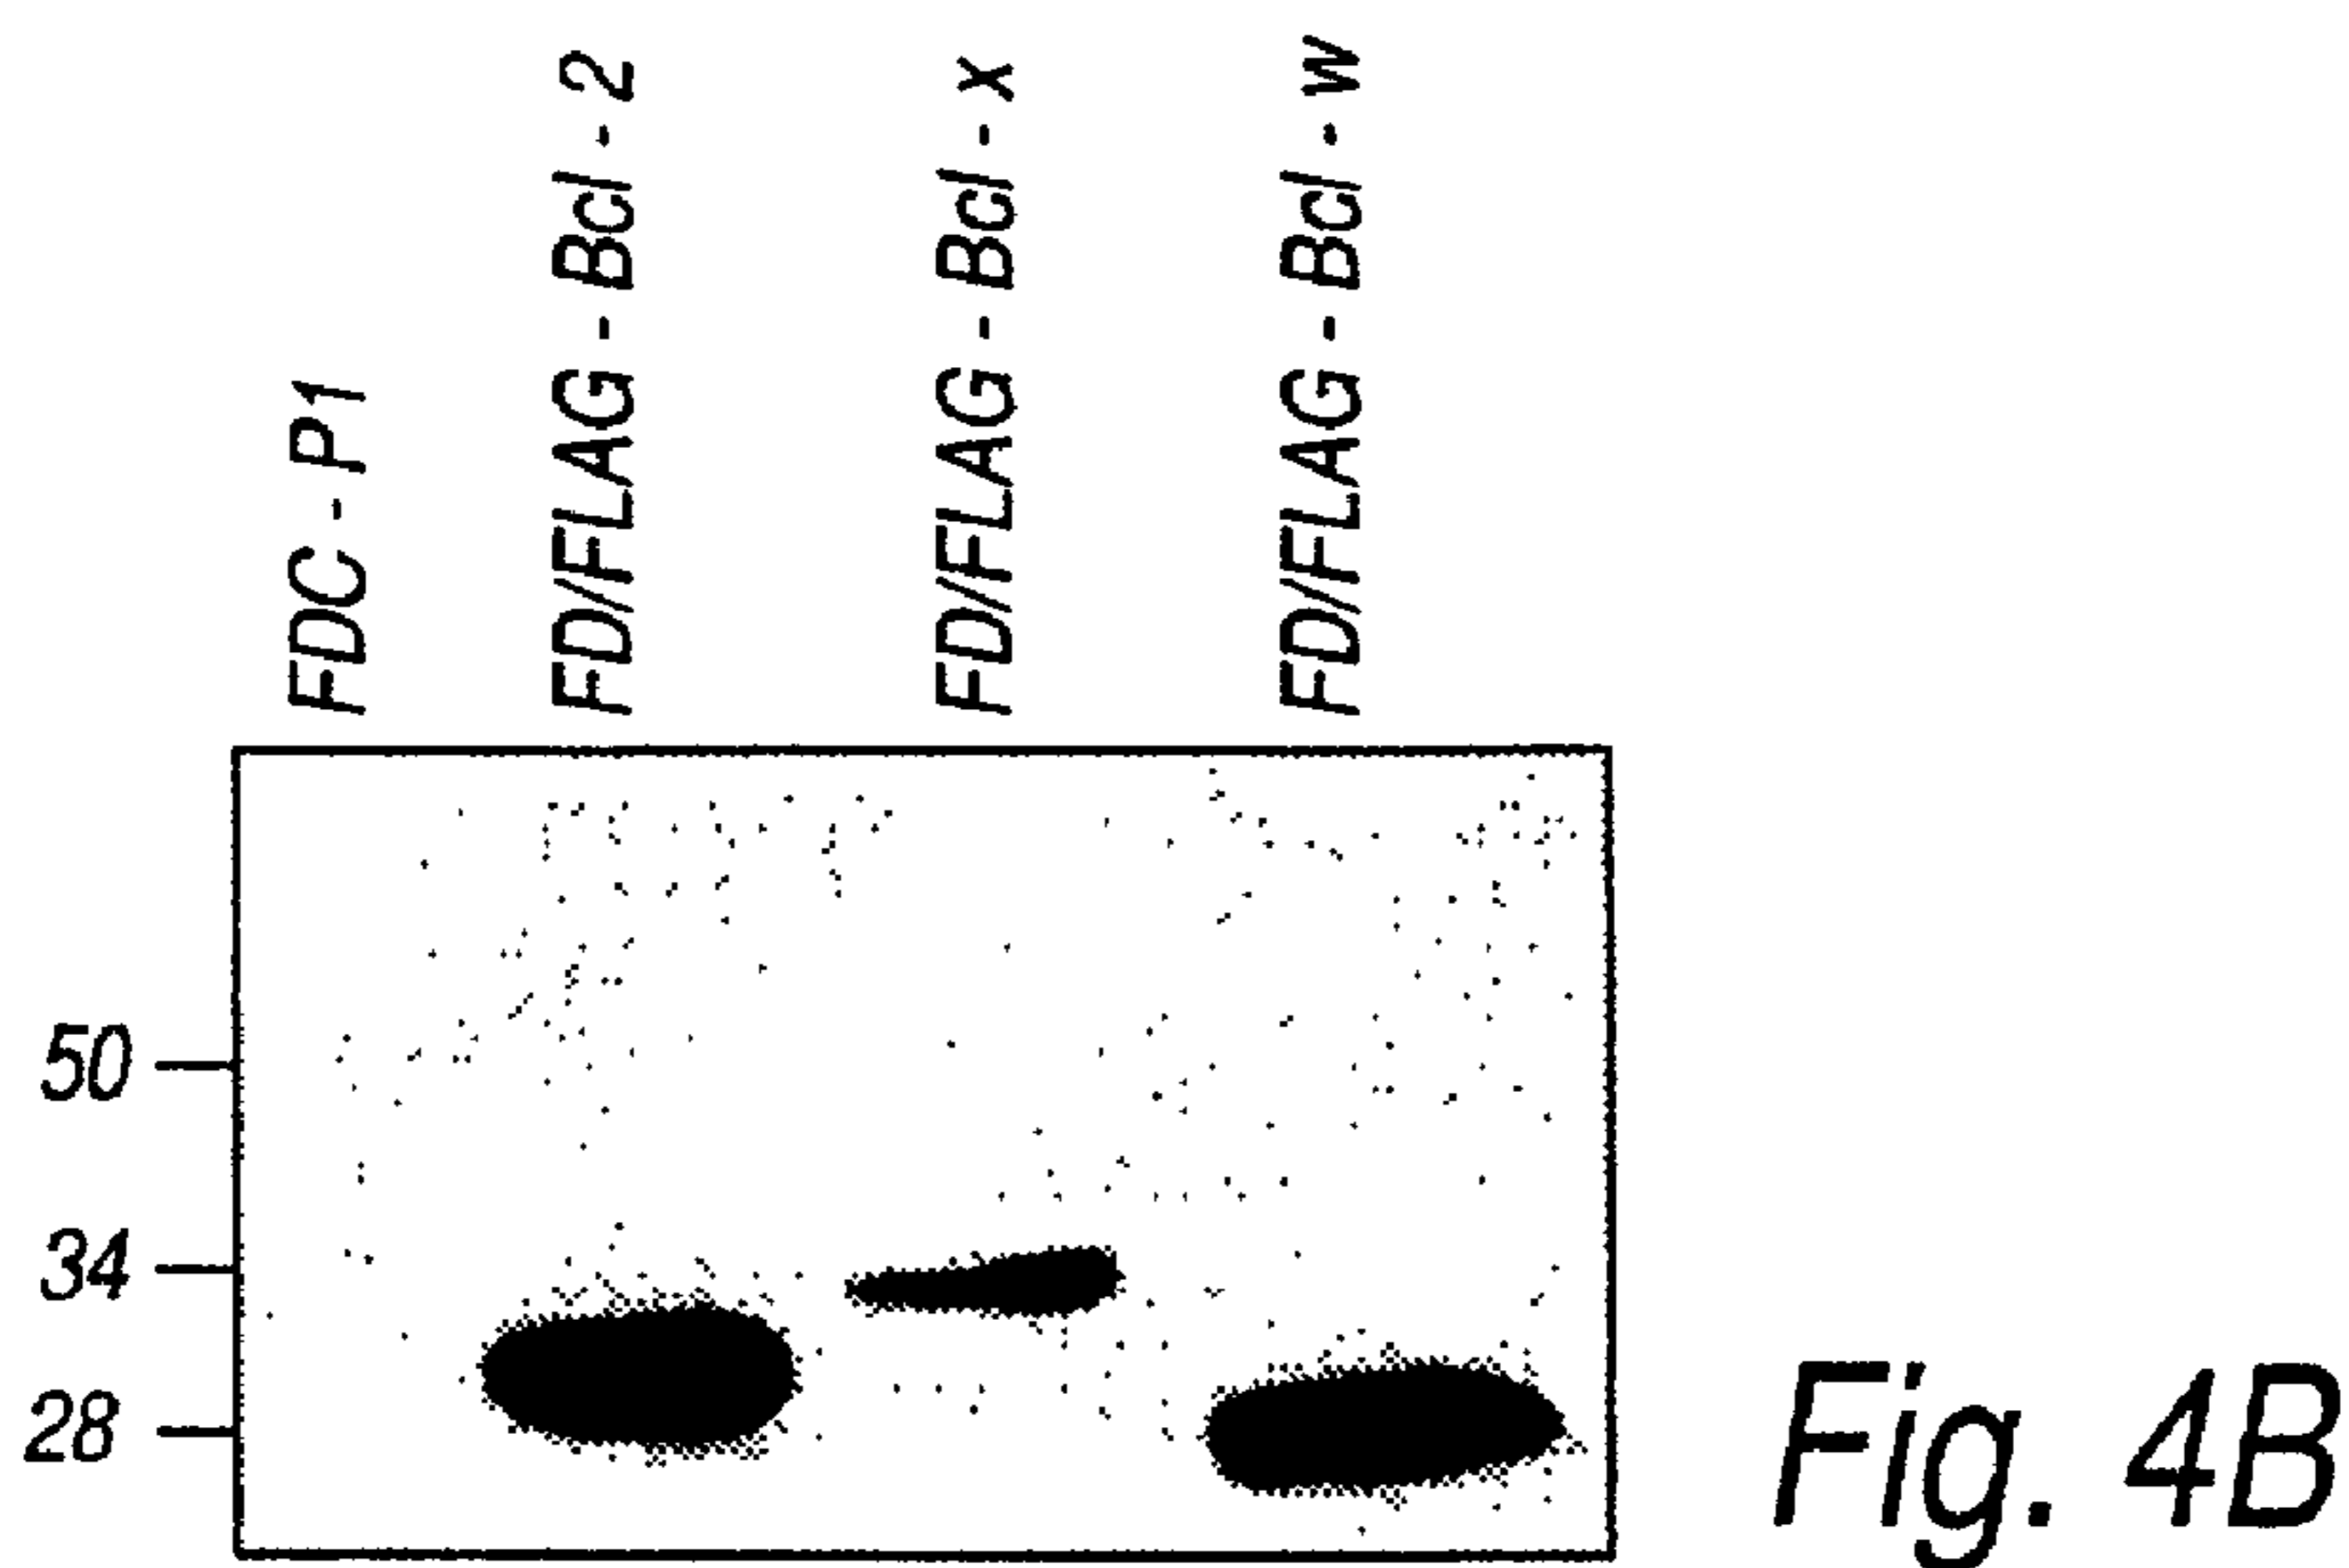 FDC - P1
FD/FLAG - Bcl - 2
FD/FLAG - Bcl - x
FD/FLAG - Bcl - w
50
34
28
Fig. 4B